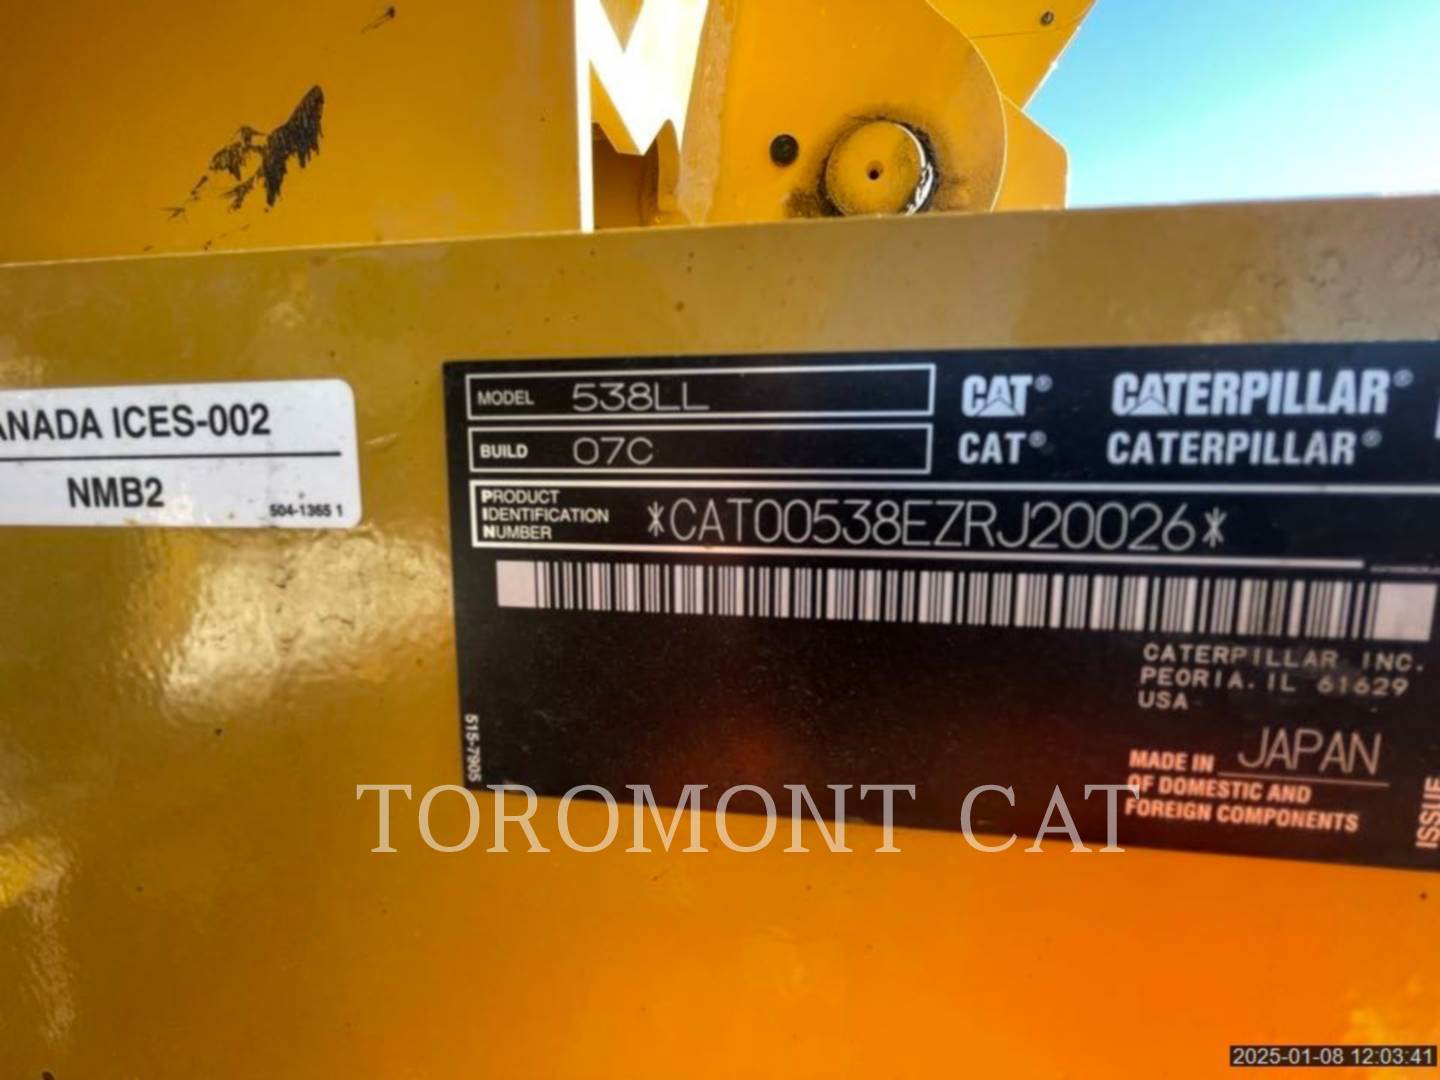 ANADA ICES-002
NMB2
504-1365 1
MODEL 538LL
BUILD 07C
PRODUCT
IDENTIFICATION
NUMBER
*CAT00538EZRJ20026*
CAT® CATERPILLAR®
CAT® CATERPILLAR®
CATERPILLAR INC.
PEORIA. IL 61629
USA
515-7905
MADE IN JAPAN
OF DOMESTIC AND
FOREIGN COMPONENTS
ISSUE
TOROMONT CAT
2025-01-08 12:03:41